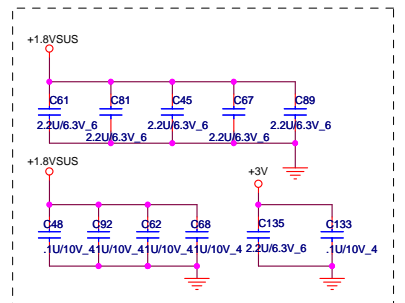 +1.8VSUS
C61 C81 C45 C67 C89
2.2U/6.3V_6 2.2U/6.3V_6 2.2U/6.3V_6 2.2U/6.3V_6 2.2U/6.3V_6
+1.8VSUS +3V
C48 C92 C62 C68 C135 C133
.1U/10V_4 .1U/10V_4 .1U/10V_4 .1U/10V_4 2.2U/6.3V_6 .1U/10V_4